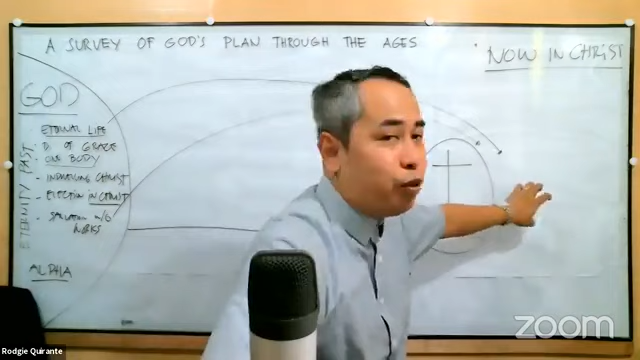 A SURVEY OF GOD'S PLAN THROUGH THE AGES
NOW IN CHRIST
GOD
ETERNAL LIFE
D. OF GRACE
ONE BODY
- INDWELLING CHRIST
- ELECTION IN CHRIST
- SALVATION W/O
WORKS
ETERNITY PAST
ALPHA
Rodgie Quirante
zoom